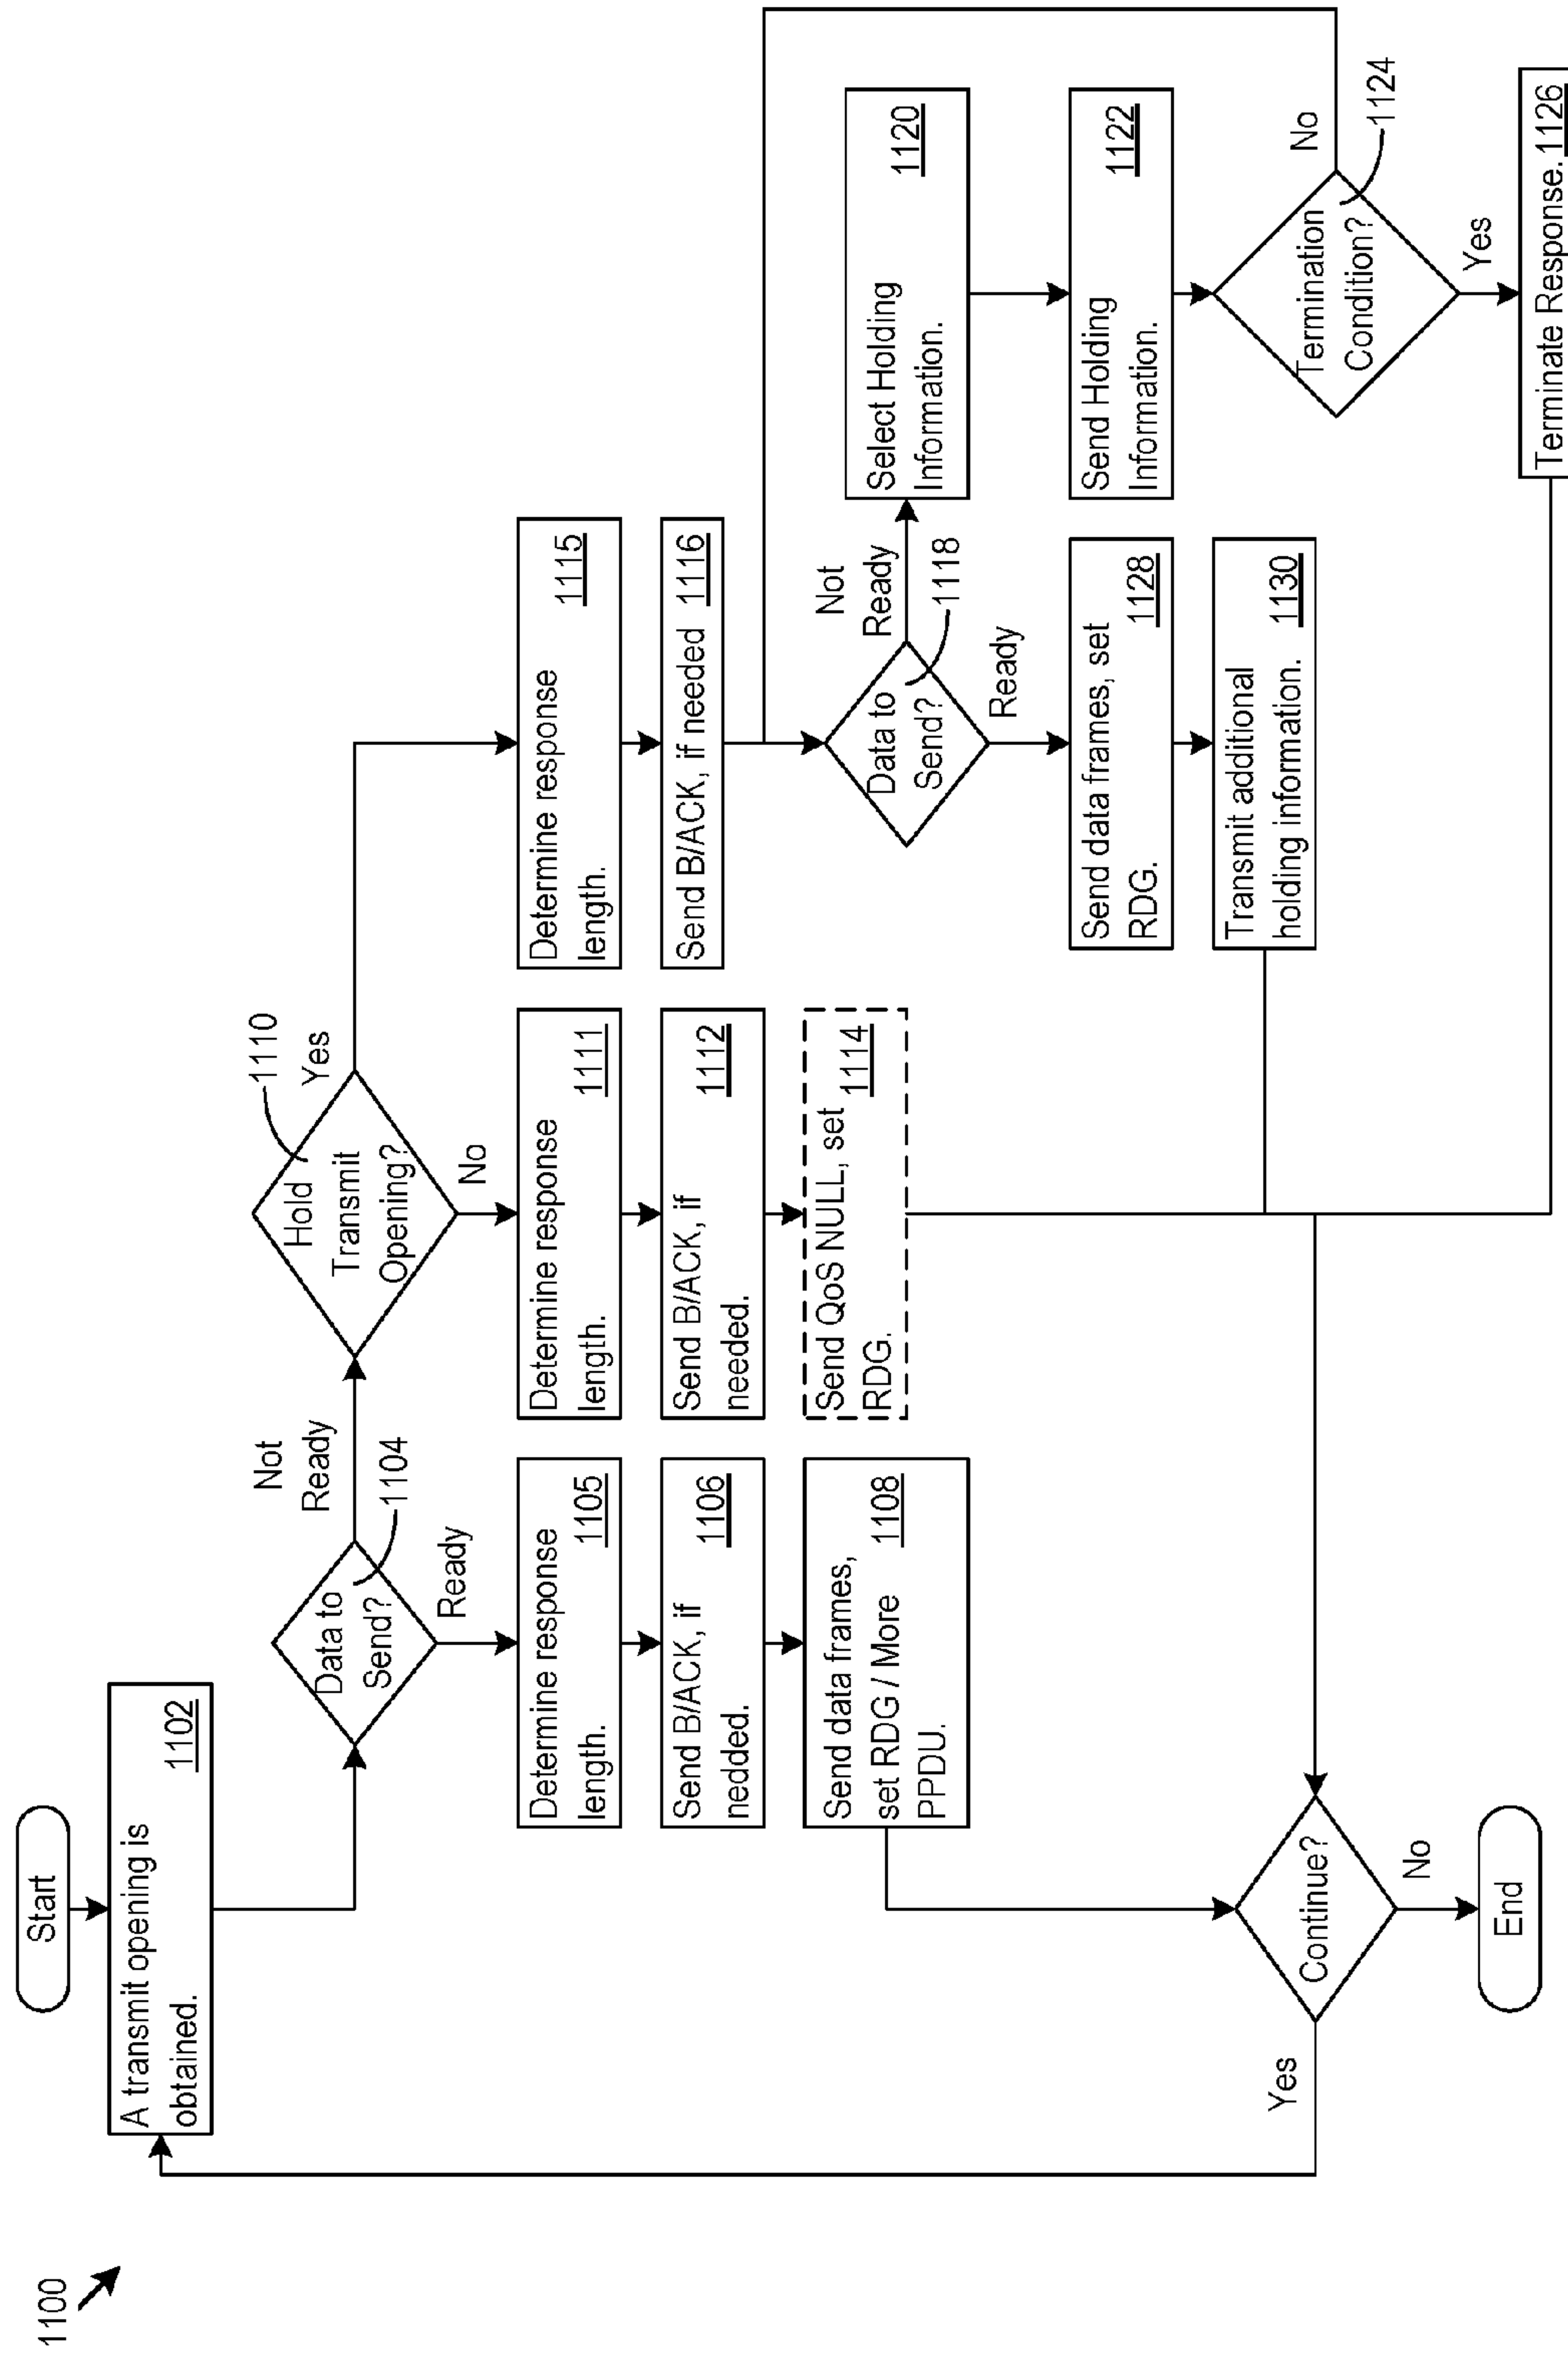 1100
Start
A transmit opening is
obtained.
1102
Data to
Send?
1104
Not
Ready
Ready
Hold
Transmit
Opening?
1110
Yes
No
Determine response
length.
1105
Send B/ACK, if
nedded.
1106
Send data frames,
set RDG / More
PPDU.
1108
Determine response
length.
1111
Send B/ACK, if
needed.
1112
Send QoS NULL, set
RDG.
1114
Determine response
length.
1115
Send B/ACK, if needed
1116
Data to
Send?
1118
Not
Ready
Ready
Select Holding
Information.
1120
Send Holding
Information.
1122
Termination
Condition?
1124
No
Yes
Terminate Response.
1126
Send data frames, set
RDG.
1128
Transmit additional
holding information.
1130
Continue?
Yes
No
End